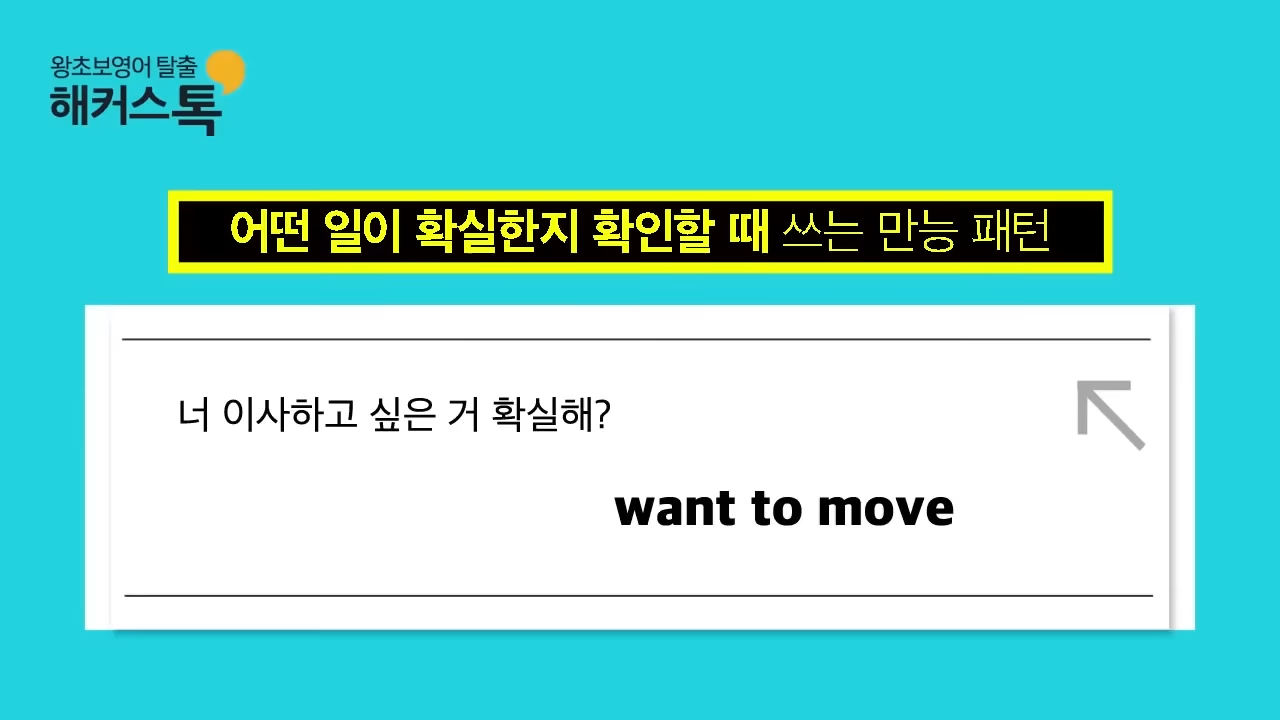 왕초보영어 탈출
해커스톡
어떤 일이 확실한지 확인할 때 쓰는 만능 패턴
너 이사하고 싶은 거 확실해?
want to move